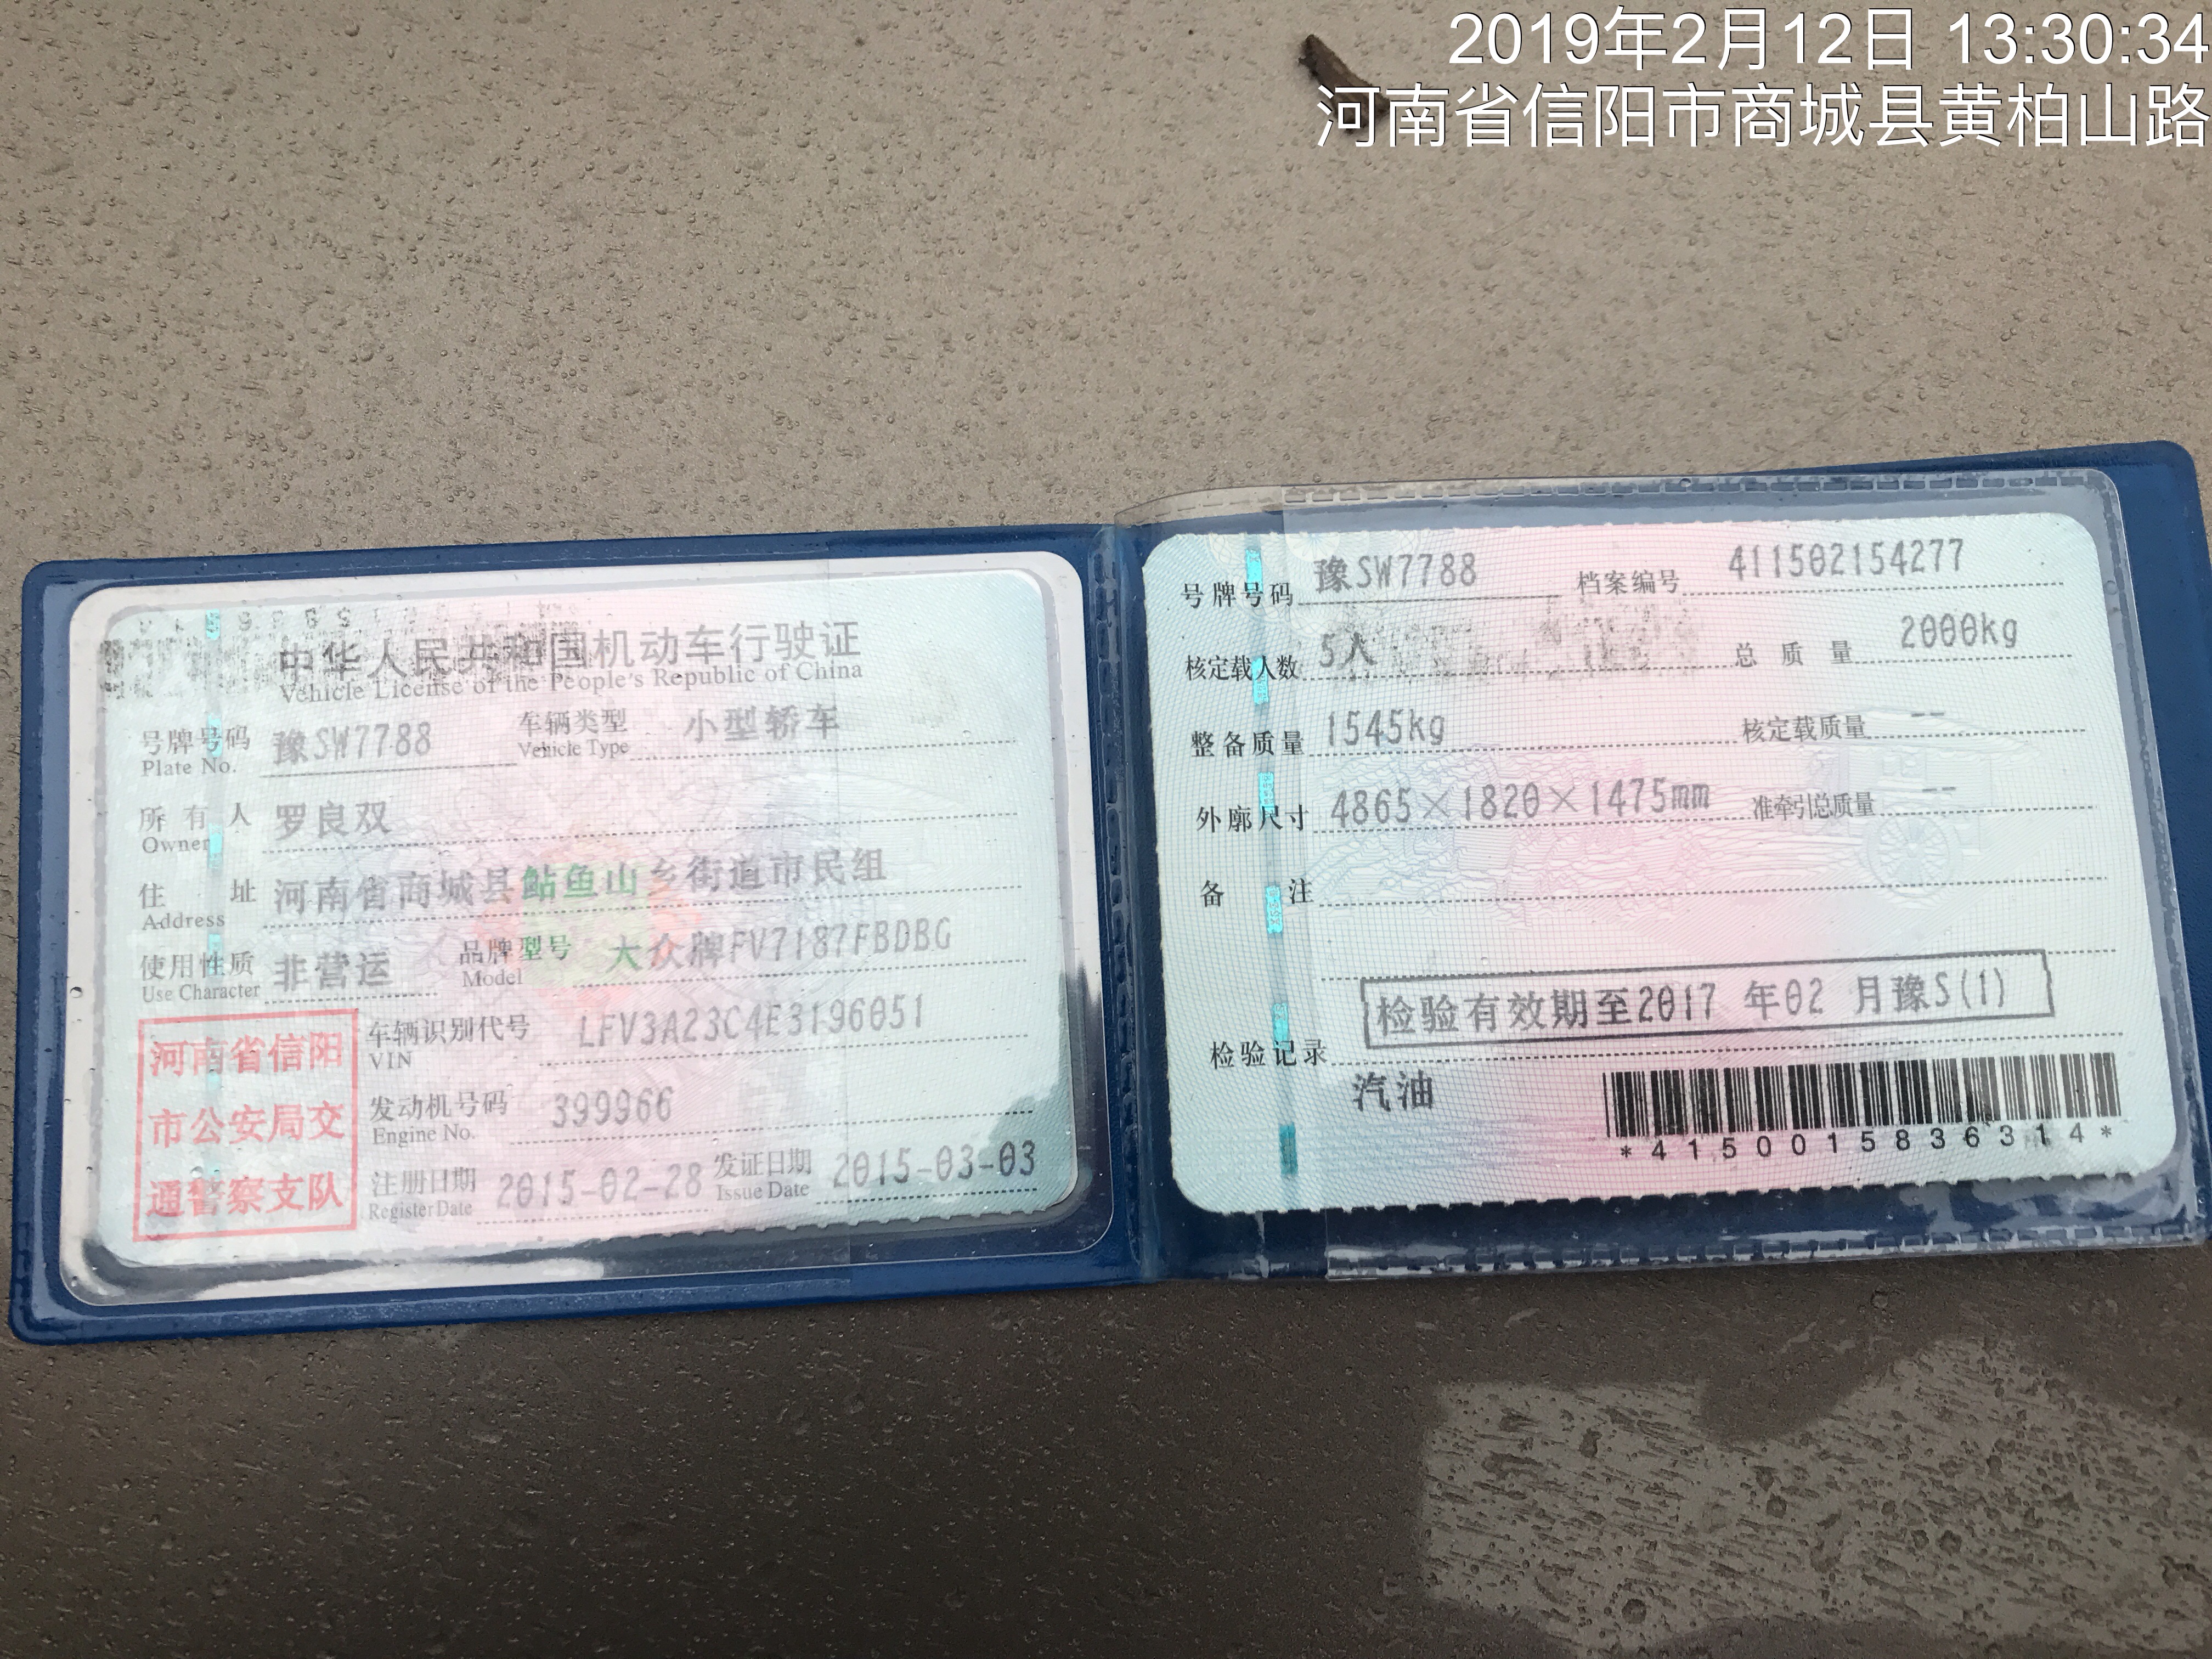 2019年2月12日 13:30:34
河南省信阳市商城县黄柏山路
中华人民共和国机动车行驶证
Vehicle License of the People's Republic of China
号牌号码 豫SW7788 车辆类型 小型轿车
Plate No. Vehicle Type
所有人 罗良双
Owner
住址 河南省商城县鲇鱼山乡街道市民组
Address
使用性质 非营运 品牌型号 大众牌FV7187FBDBG
Use Character Model
车辆识别代号 LFV3A23C4E3196051
VIN
发动机号码 399966
Engine No.
注册日期 2015-02-28 发证日期 2015-03-03
Register Date Issue Date
河南省信阳
市公安局交
通警察支队
号牌号码 豫SW7788 档案编号 411502154277
核定载人数 5人 总质量 2000kg
整备质量 1545kg 核定载质量 --
外廓尺寸 4865×1820×1475mm 准牵引总质量 --
备注
检验有效期至2017 年02 月豫S(1)
检验记录
汽油
*4150015836314*